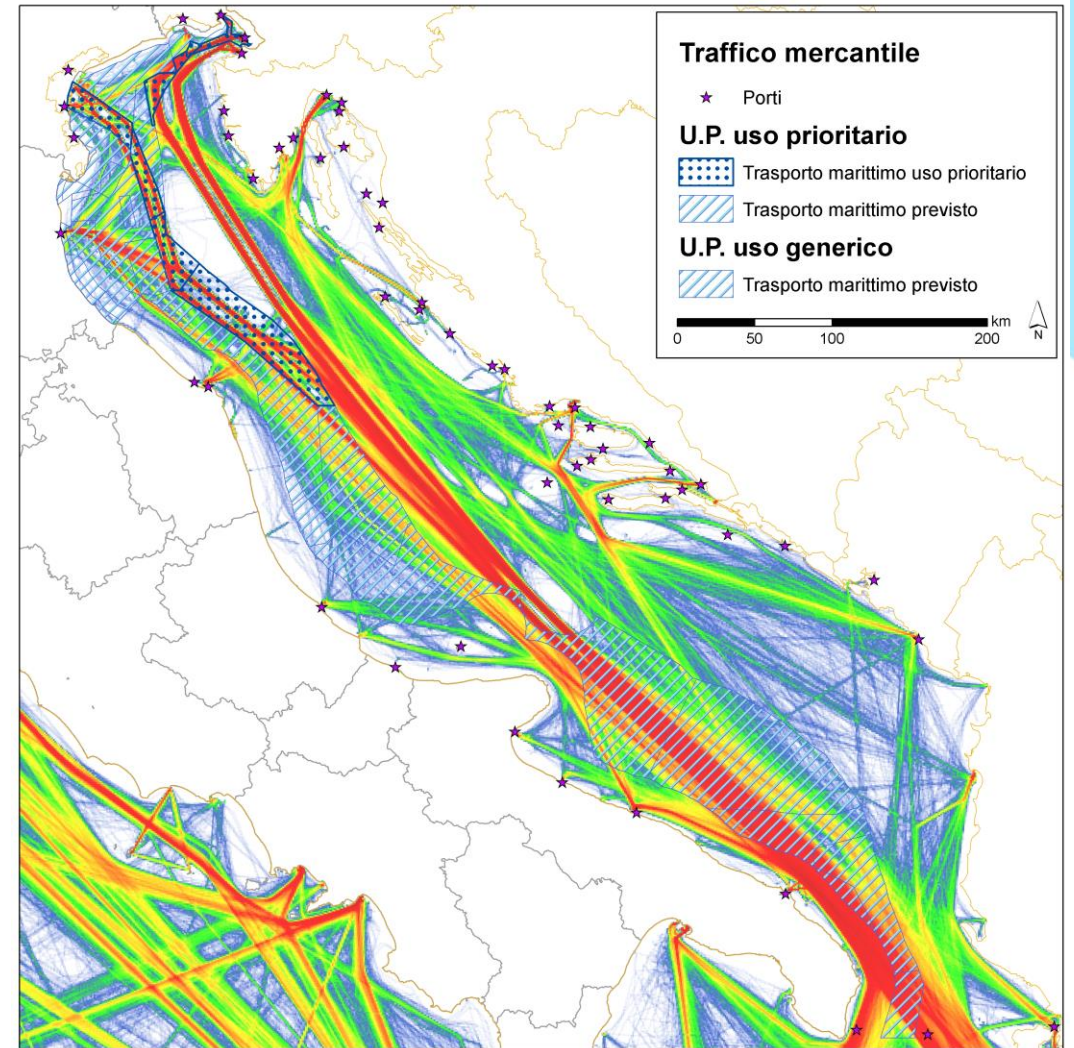 Traffico mercantile
Porti
U.P. uso prioritario
Trasporto marittimo uso prioritario
Trasporto marittimo previsto
U.P. uso generico
Trasporto marittimo previsto
km
0 50 100 200
N